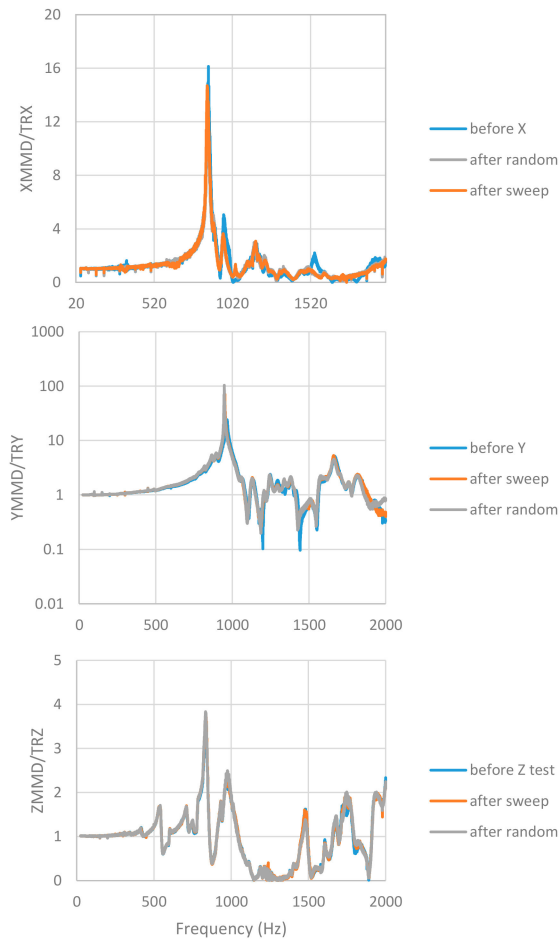 20
16
12
8
4
0
XMMD/TRX
20
520
1020
1520
before X
after random
after sweep
1000
100
10
1
0.1
0.01
YMMD/TRY
0
500
1000
1500
2000
before Y
after sweep
after random
5
4
3
2
1
0
ZMMD/TRZ
0
500
1000
1500
2000
Frequency (Hz)
before Z test
after sweep
after random